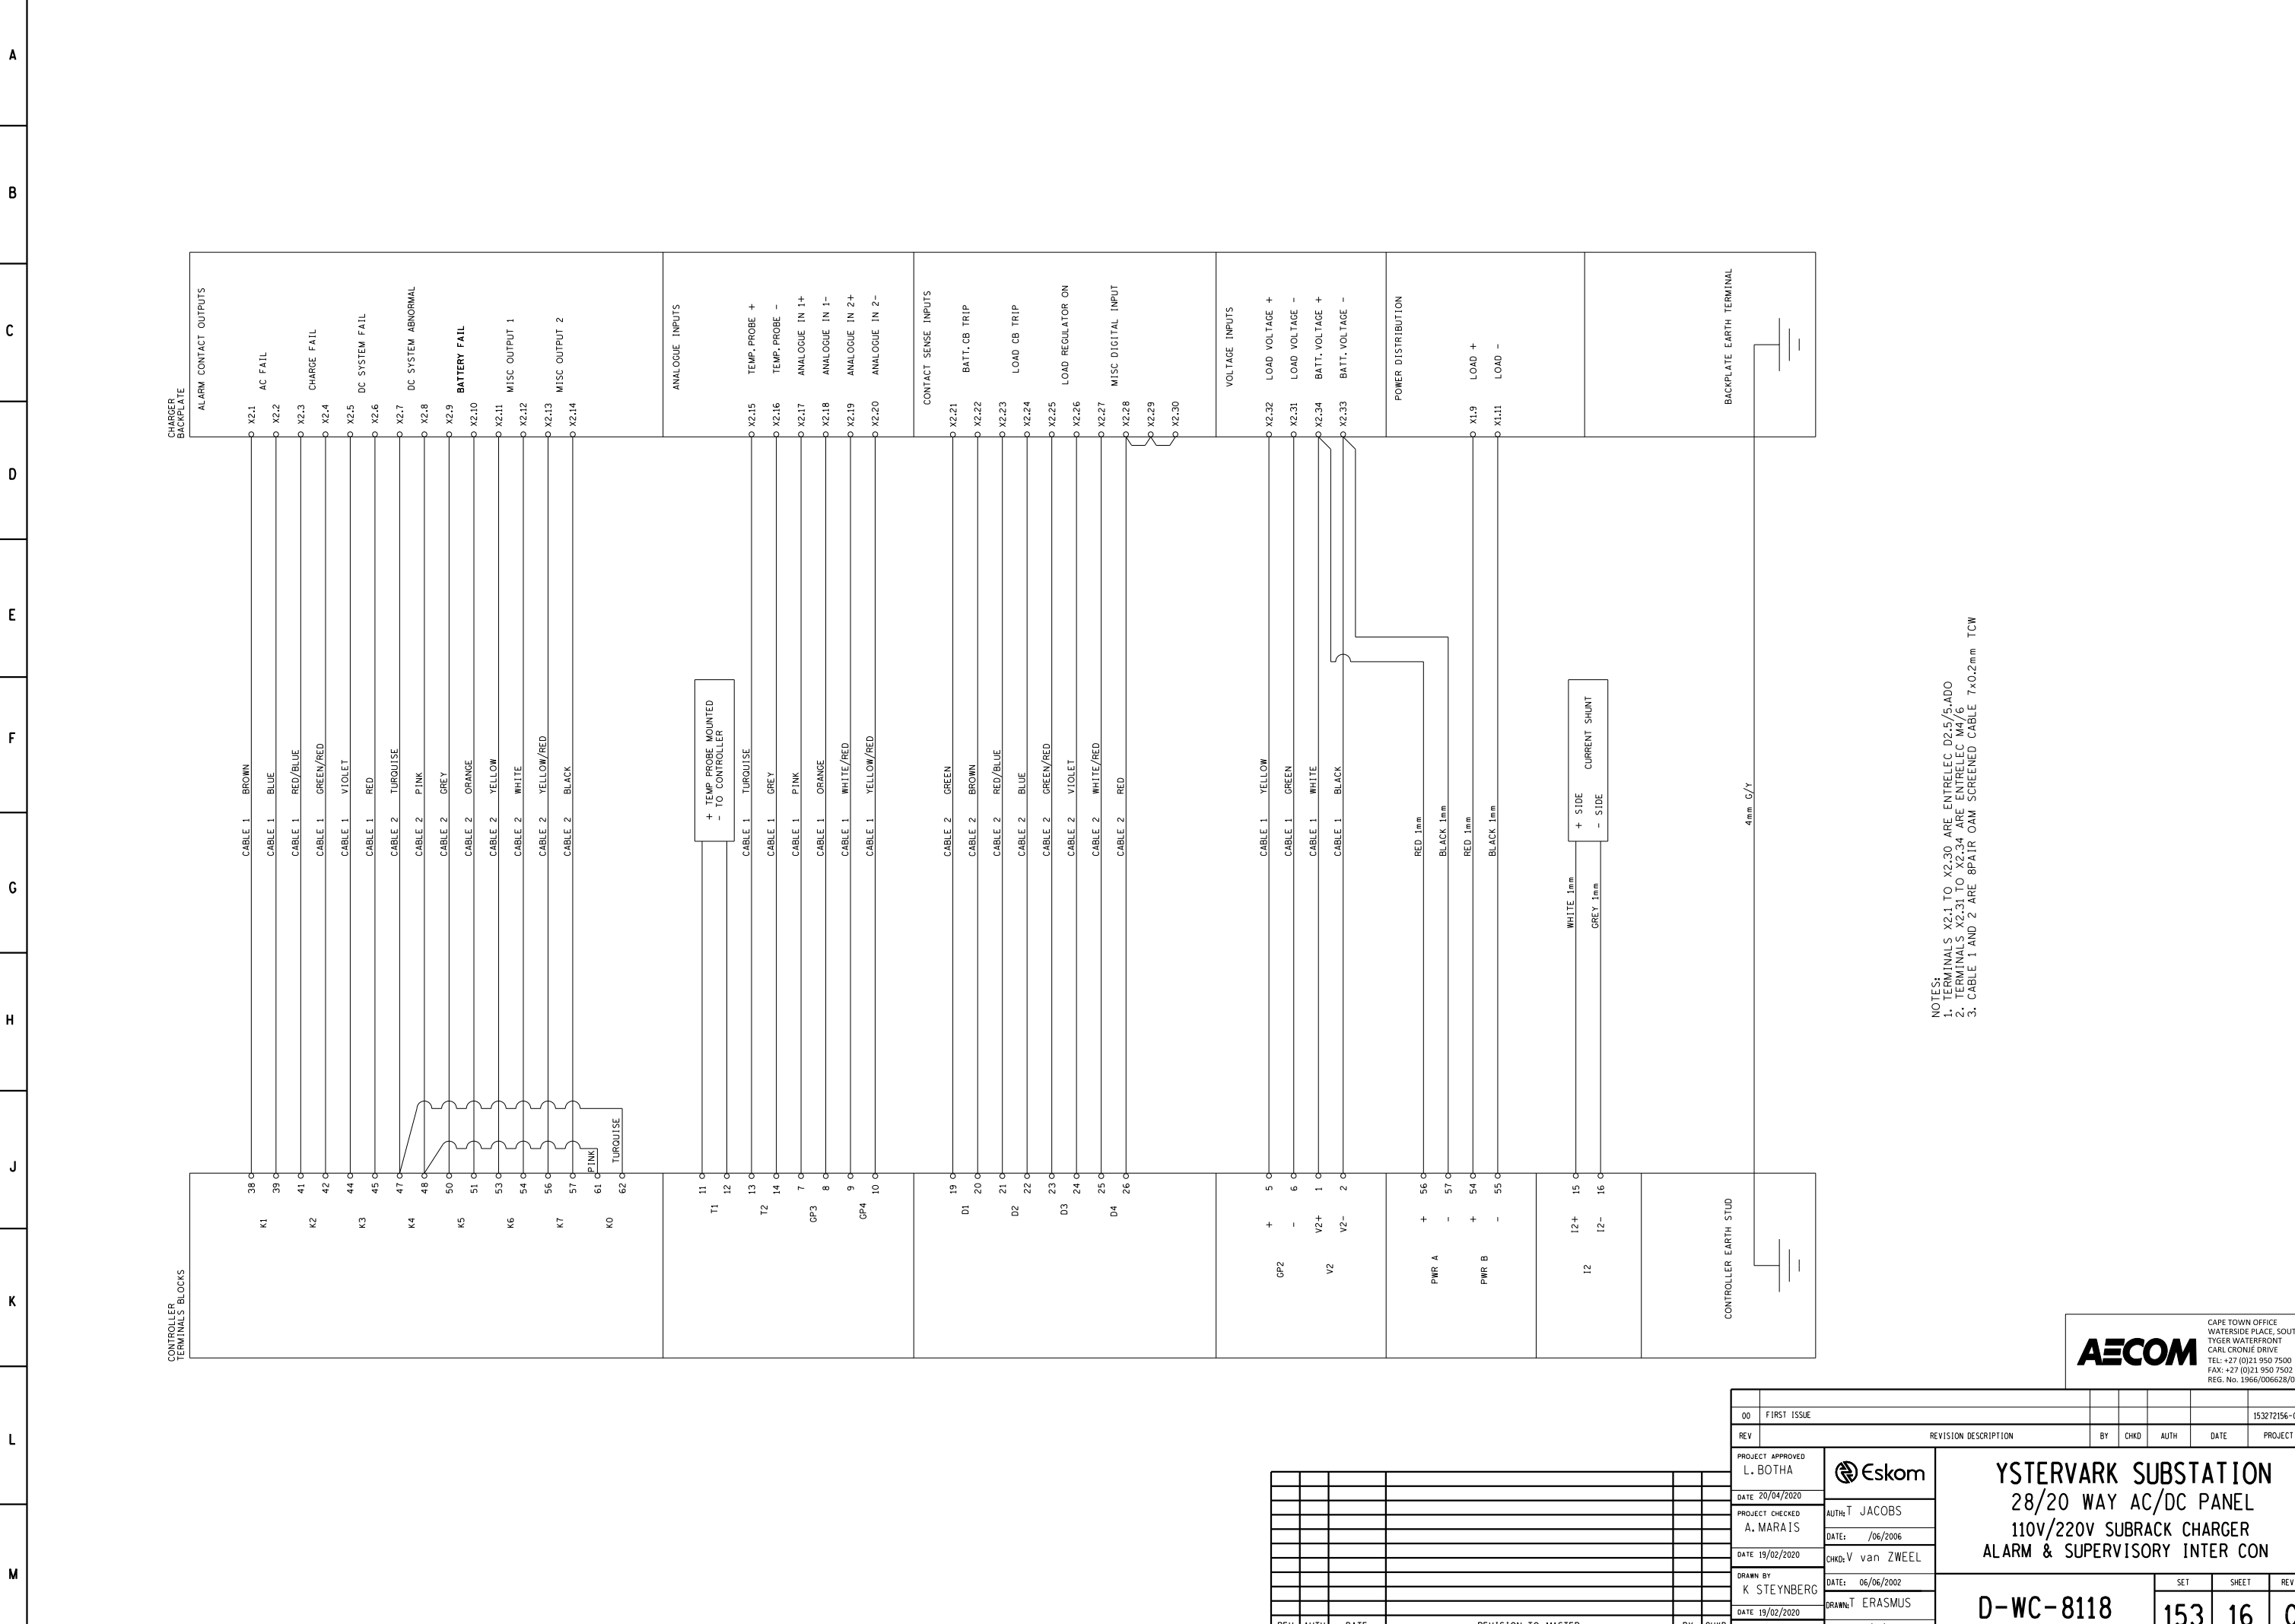 A
B
C
D
E
F
G
H
J
K
L
M
CHARGER
BACKPLATE
ALARM CONTACT OUTPUTS
AC FAIL
CHARGE FAIL
DC SYSTEM FAIL
DC SYSTEM ABNORMAL
BATTERY FAIL
MISC OUTPUT 1
MISC OUTPUT 2
X2.1
X2.2
X2.3
X2.4
X2.5
X2.6
X2.7
X2.8
X2.9
X2.10
X2.11
X2.12
X2.13
X2.14
ANALOGUE INPUTS
TEMP.PROBE +
TEMP.PROBE -
ANALOGUE IN 1+
ANALOGUE IN 1-
ANALOGUE IN 2+
ANALOGUE IN 2-
X2.15
X2.16
X2.17
X2.18
X2.19
X2.20
CONTACT SENSE INPUTS
BATT.CB TRIP
LOAD CB TRIP
LOAD REGULATOR ON
MISC DIGITAL INPUT
X2.21
X2.22
X2.23
X2.24
X2.25
X2.26
X2.27
X2.28
X2.29
X2.30
VOLTAGE INPUTS
LOAD VOLTAGE +
LOAD VOLTAGE -
BATT.VOLTAGE +
BATT.VOLTAGE -
X2.32
X2.31
X2.34
X2.33
POWER DISTRIBUTION
LOAD +
LOAD -
X1.9
X1.11
BACKPLATE EARTH TERMINAL
CABLE 1 BROWN
CABLE 1 BLUE
CABLE 1 RED/BLUE
CABLE 1 GREEN/RED
CABLE 1 VIOLET
CABLE 1 RED
CABLE 2 TURQUISE
CABLE 2 PINK
CABLE 2 GREY
CABLE 2 ORANGE
CABLE 2 YELLOW
CABLE 2 WHITE
CABLE 2 YELLOW/RED
CABLE 2 BLACK
PINK
TURQUISE
+ TEMP PROBE MOUNTED
- TO CONTROLLER
CABLE 1 TURQUISE
CABLE 1 GREY
CABLE 1 PINK
CABLE 1 ORANGE
CABLE 1 WHITE/RED
CABLE 1 YELLOW/RED
CABLE 2 GREEN
CABLE 2 BROWN
CABLE 2 RED/BLUE
CABLE 2 BLUE
CABLE 2 GREEN/RED
CABLE 2 VIOLET
CABLE 2 WHITE/RED
CABLE 2 RED
CABLE 1 YELLOW
CABLE 1 GREEN
CABLE 1 WHITE
CABLE 1 BLACK
RED 1mm
BLACK 1mm
RED 1mm
BLACK 1mm
+ SIDE
- SIDE
CURRENT SHUNT
WHITE 1mm
GREY 1mm
4mm G/Y
CONTROLLER
TERMINALS BLOCKS
38
39
41
42
44
45
47
48
50
51
53
54
56
57
61
62
K1
K2
K3
K4
K5
K6
K7
K0
11
12
13
14
7
8
9
10
T1
T2
GP3
GP4
19
20
21
22
23
24
25
26
D1
D2
D3
D4
5
6
1
2
+
-
V2+
V2-
GP2
V2
56
57
54
55
+
-
+
-
PWR A
PWR B
15
16
I2+
I2-
I2
CONTROLLER EARTH STUD
NOTES:
1. TERMINALS X2.1 TO X2.30 ARE ENTRELEC D2.5/5.ADO
2. TERMINALS X2.31 TO X2.34 ARE ENTRELEC M4/6
3. CABLE 1 AND 2 ARE 8PAIR OAM SCREENED CABLE 7x0.2mm TCW
AECOM
CAPE TOWN OFFICE
WATERSIDE PLACE, SOUT
TYGER WATERFRONT
CARL CRONJÉ DRIVE
TEL: +27 (0)21 950 7500
FAX: +27 (0)21 950 7502
REG. No. 1966/006628/0
00 FIRST ISSUE 153272156-
REV REVISION DESCRIPTION BY CHKD AUTH DATE PROJECT
PROJECT APPROVED
L.BOTHA
DATE 20/04/2020
PROJECT CHECKED
A.MARAIS
DATE 19/02/2020
DRAWN BY
K STEYNBERG
DATE 19/02/2020
Eskom
AUTH: T JACOBS
DATE: /06/2006
CHKD: V van ZWEEL
DATE: 06/06/2002
DRAWN: T ERASMUS
YSTERVARK SUBSTATION
28/20 WAY AC/DC PANEL
110V/220V SUBRACK CHARGER
ALARM & SUPERVISORY INTER CON
D-WC-8118
SET SHEET REV
153 16
REV AUTH DATE REVISION TO MASTER BY CHKD